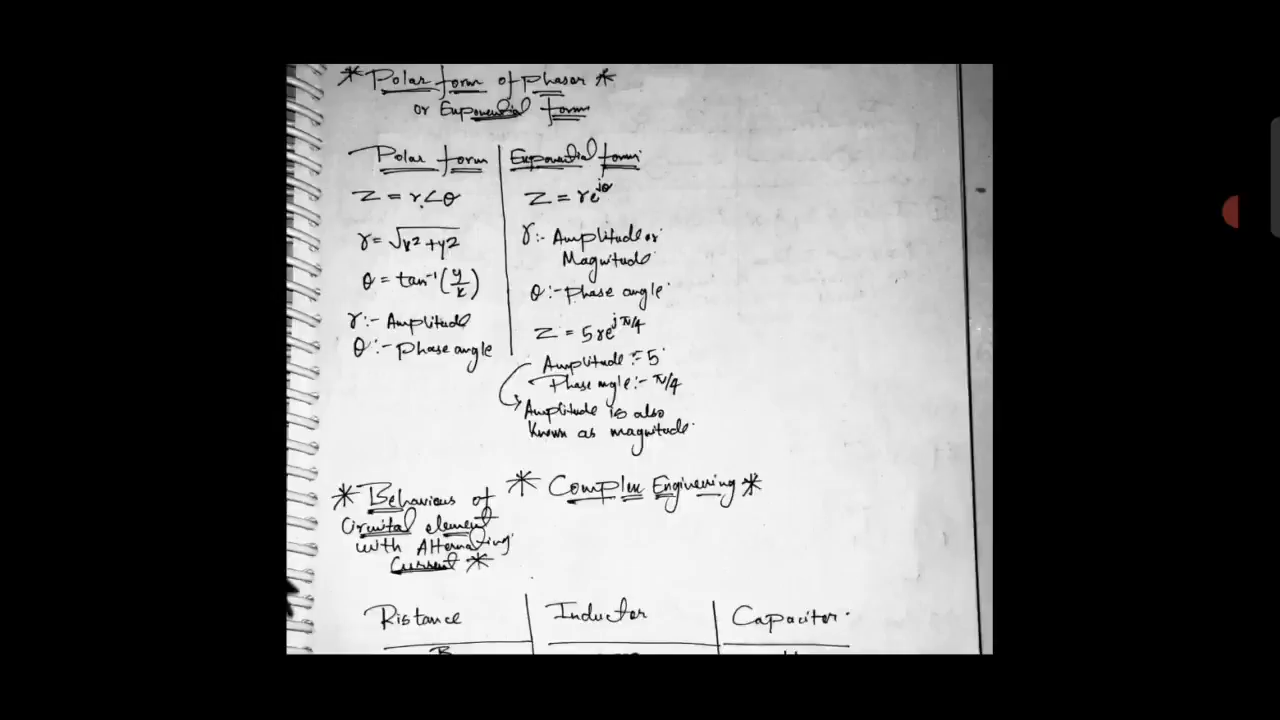 * Polar form of phasor *
or Exponential form
Polar form
Z = r∠θ
r = √x² + y²
θ = tan⁻¹(y/x)
r :- Amplitude
θ :- phase angle
Exponential form
Z = re^jθ
r :- Amplitude or
Magnitude
θ :- phase angle
Z = 5re^jπ/4
Amplitude :- 5
Phase angle :- π/4
Amplitude is also
known as magnitude
* Behavious of
Circuital element
with Alternating
Current *
* Complex Engineering *
Ristance
Inductor
Capacitor